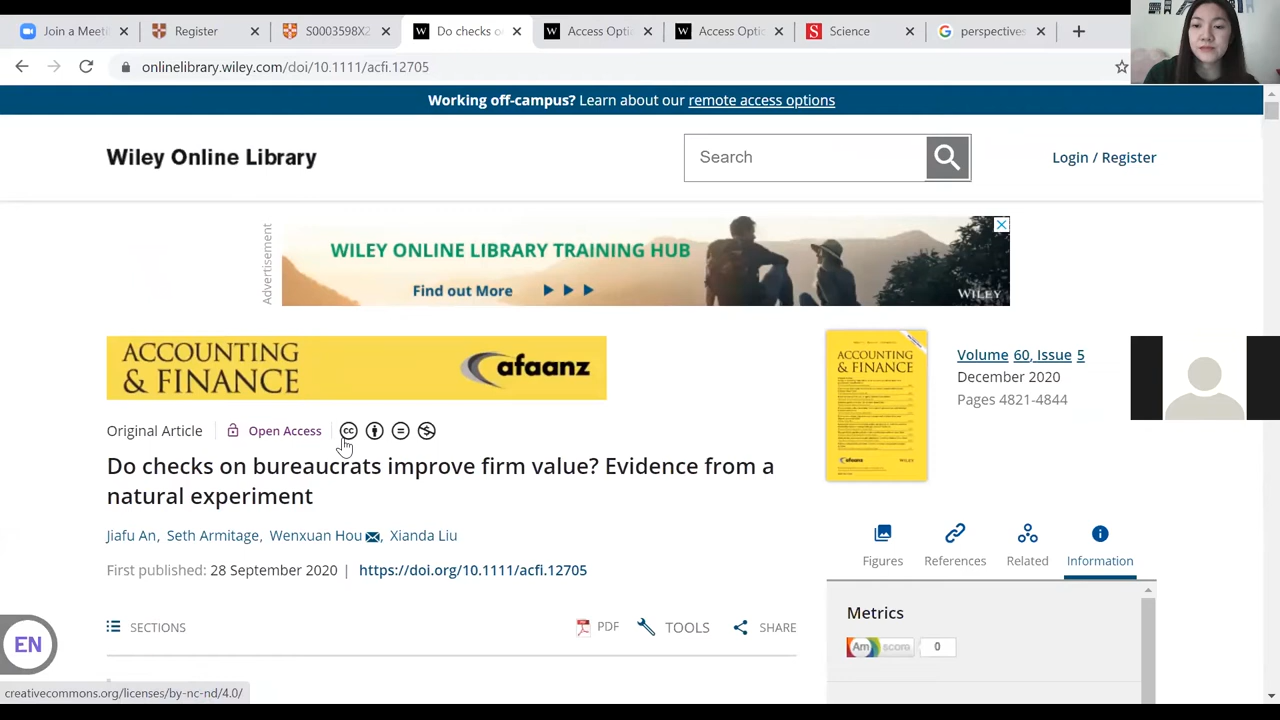 Join a Meeti
Register
S0003598X2
Do checks o
Access Optio
Access Optio
Science
perspectives
onlinelibrary.wiley.com/doi/10.1111/acfi.12705
Working off-campus? Learn about our remote access options
Wiley Online Library
Search
Login / Register
Advertisement
WILEY ONLINE LIBRARY TRAINING HUB
Find out More
WILEY
ACCOUNTING
& FINANCE
afaanz
ACCOUNTING
& FINANCE
afaanz
WILEY
Volume 60, Issue 5
December 2020
Pages 4821-4844
Original Article
Open Access
cc
Do checks on bureaucrats improve firm value? Evidence from a
natural experiment
Jiafu An, Seth Armitage, Wenxuan Hou, Xianda Liu
First published: 28 September 2020 | https://doi.org/10.1111/acfi.12705
Figures
References
Related
Information
SECTIONS
PDF
TOOLS
SHARE
Metrics
Am score 0
EN
creativecommons.org/licenses/by-nc-nd/4.0/